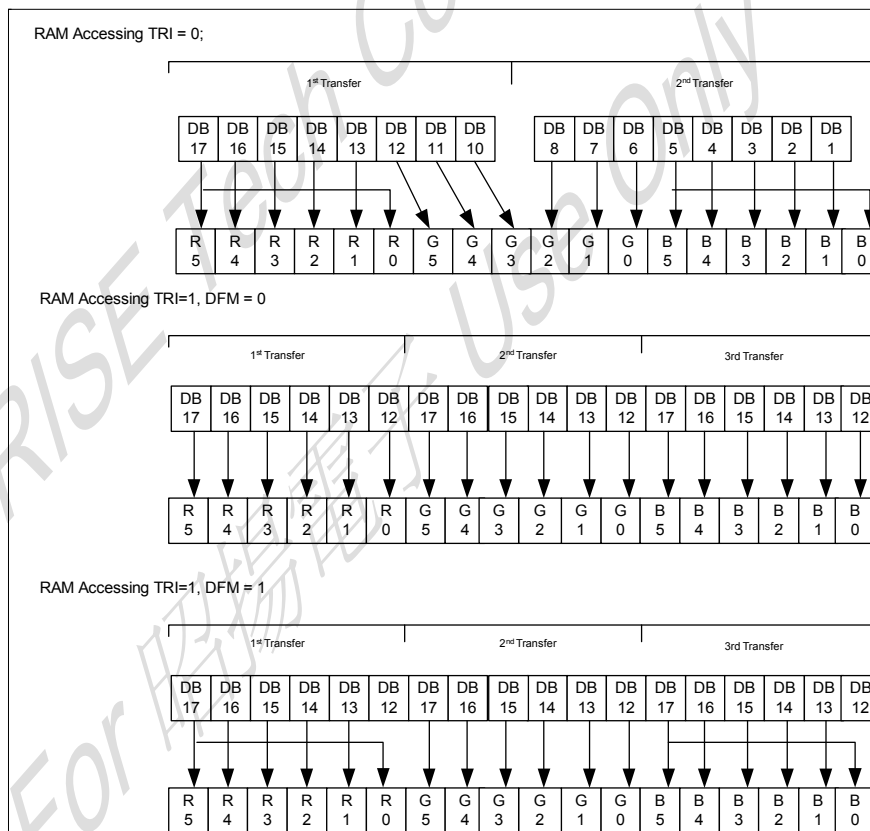 RAM Accessing TRI = 0;
1st Transfer 2nd Transfer
DB 17 DB 16 DB 15 DB 14 DB 13 DB 12 DB 11 DB 10 DB 8 DB 7 DB 6 DB 5 DB 4 DB 3 DB 2 DB 1
R 5 R 4 R 3 R 2 R 1 R 0 G 5 G 4 G 3 G 2 G 1 G 0 B 5 B 4 B 3 B 2 B 1 B 0
RAM Accessing TRI=1, DFM = 0
1st Transfer 2nd Transfer 3rd Transfer
DB 17 DB 16 DB 15 DB 14 DB 13 DB 12 DB 17 DB 16 DB 15 DB 14 DB 13 DB 12 DB 17 DB 16 DB 15 DB 14 DB 13 DB 12
R 5 R 4 R 3 R 2 R 1 R 0 G 5 G 4 G 3 G 2 G 1 G 0 B 5 B 4 B 3 B 2 B 1 B 0
RAM Accessing TRI=1, DFM = 1
1st Transfer 2nd Transfer 3rd Transfer
DB 17 DB 16 DB 15 DB 14 DB 13 DB 12 DB 17 DB 16 DB 15 DB 14 DB 13 DB 12 DB 17 DB 16 DB 15 DB 14 DB 13 DB 12
R 5 R 4 R 3 R 2 R 1 R 0 G 5 G 4 G 3 G 2 G 1 G 0 B 5 B 4 B 3 B 2 B 1 B 0
RISE Tech Co
For 昭揚電子 Use Only